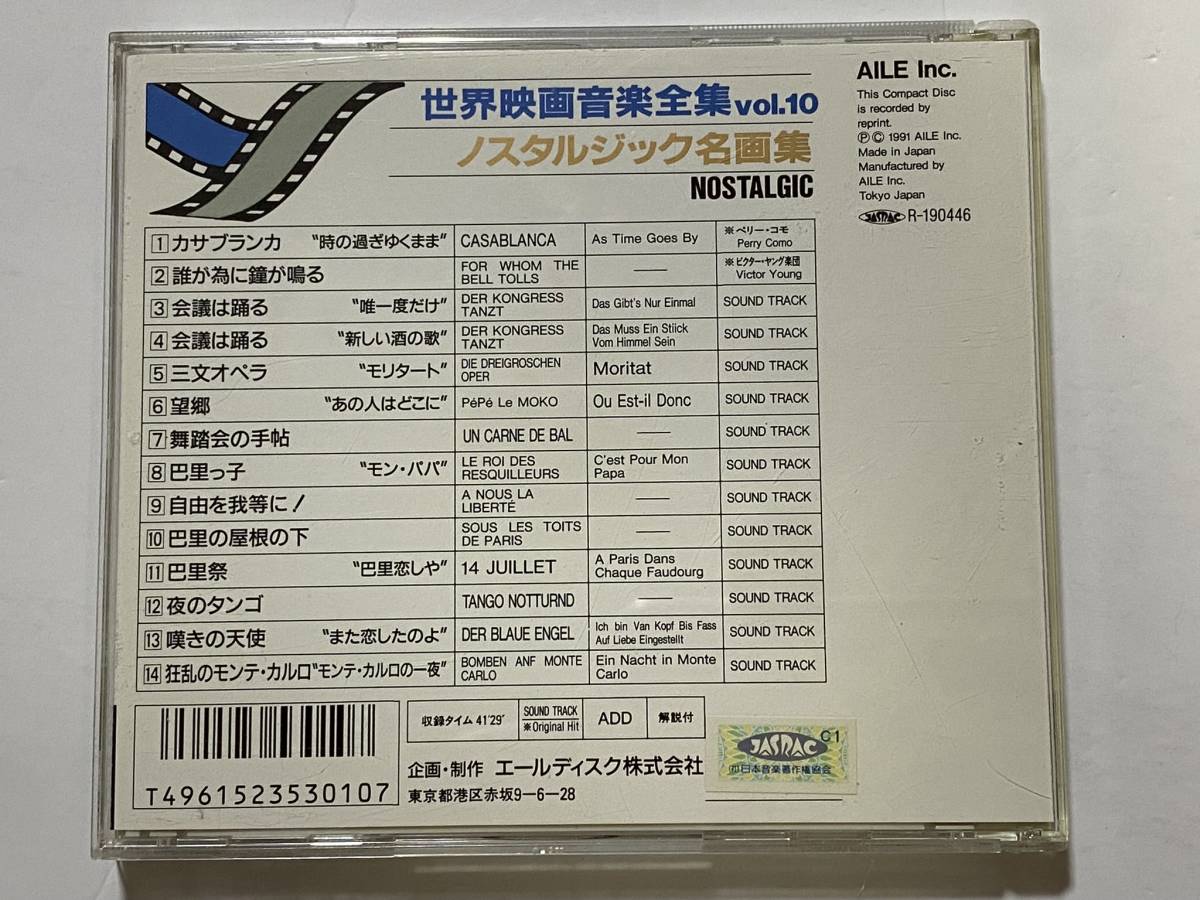 世界映画音楽全集vol.10
ノスタルジック名画集
NOSTALGIC
AILE Inc.
This Compact Disc
is recorded by
reprint.
Ⓟ Ⓒ 1991 AILE Inc.
Made in Japan
Manufactured by
AILE Inc.
Tokyo Japan
JASRAC R-190446
1 カサブランカ “時の過ぎゆくまま” CASABLANCA As Time Goes By ※ペリー・コモ Perry Como
2 誰が為に鐘が鳴る FOR WHOM THE BELL TOLLS —— ※ビクター・ヤング楽団 Victor Young
3 会議は踊る “唯一度だけ” DER KONGRESS TANZT Das Gibt's Nur Einmal SOUND TRACK
4 会議は踊る “新しい酒の歌” DER KONGRESS TANZT Das Muss Ein Stiick Vom Himmel Sein SOUND TRACK
5 三文オペラ “モリタート” DIE DREIGROSCHEN OPER Moritat SOUND TRACK
6 望郷 “あの人はどこに” PéPé Le MOKO Ou Est-il Donc SOUND TRACK
7 舞踏会の手帖 UN CARNE DE BAL —— SOUND TRACK
8 巴里っ子 “モン・パパ” LE ROI DES RESQUILLEURS C'est Pour Mon Papa SOUND TRACK
9 自由を我等に! A NOUS LA LIBERTÉ —— SOUND TRACK
10 巴里の屋根の下 SOUS LES TOITS DE PARIS —— SOUND TRACK
11 巴里祭 “巴里恋しや” 14 JUILLET A Paris Dans Chaque Faudourg SOUND TRACK
12 夜のタンゴ TANGO NOTTURND —— SOUND TRACK
13 嘆きの天使 “また恋したのよ” DER BLAUE ENGEL Ich bin Van Kopf Bis Fass Auf Liebe Eingestellt SOUND TRACK
14 狂乱のモンテ・カルロ “モンテ・カルロの一夜” BOMBEN ANF MONTE CARLO Ein Nacht in Monte Carlo SOUND TRACK
収録タイム 41'29" SOUND TRACK ※Original Hit ADD 解説付
企画・制作 エールディスク株式会社
東京都港区赤坂9-6-28
T4961523530107
C1
JASRAC
(社)日本音楽著作権協会